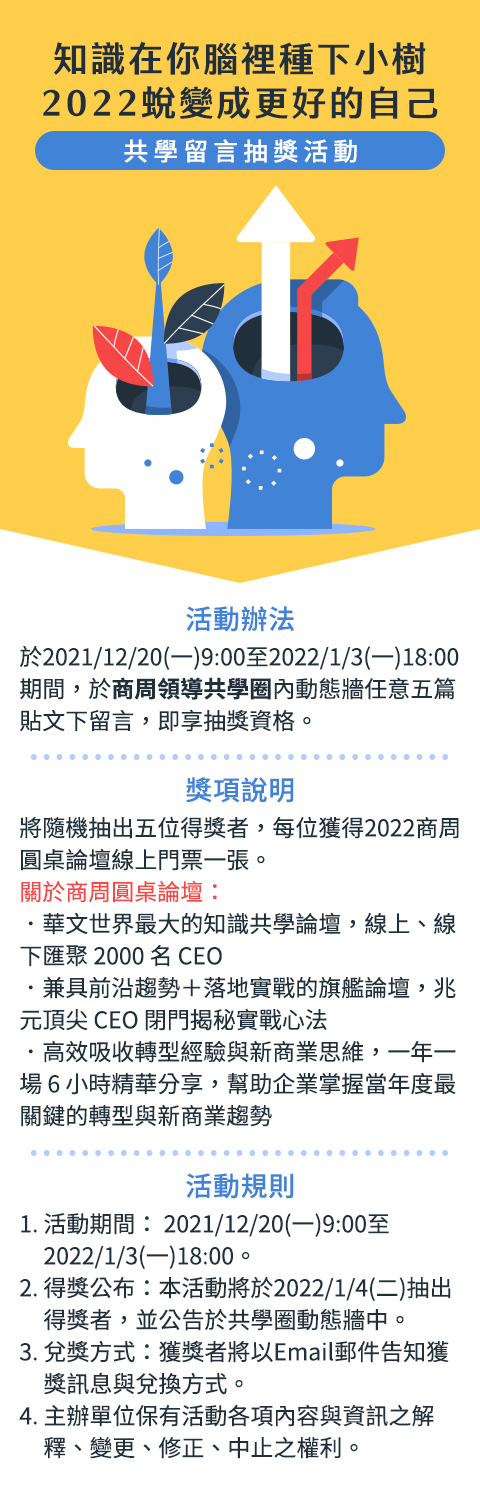 知識在你腦裡種下小樹
2022蛻變成更好的自己
共學留言抽獎活動
活動辦法
於2021/12/20(一)9:00至2022/1/3(一)18:00
期間，於商周領導共學圈內動態牆任意五篇
貼文下留言，即享抽獎資格。
獎項說明
將隨機抽出五位得獎者，每位獲得2022商周
圓桌論壇線上門票一張。
關於商周圓桌論壇：
．華文世界最大的知識共學論壇，線上、線
下匯聚 2000 名 CEO
．兼具前沿趨勢＋落地實戰的旗艦論壇，兆
元頂尖 CEO 閉門揭秘實戰心法
．高效吸收轉型經驗與新商業思維，一年一
場 6 小時精華分享，幫助企業掌握當年度最
關鍵的轉型與新商業趨勢
活動規則
1. 活動期間： 2021/12/20(一)9:00至
2022/1/3(一)18:00。
2. 得獎公布：本活動將於2022/1/4(二)抽出
得獎者，並公告於共學圈動態牆中。
3. 兌獎方式：獲獎者將以Email郵件告知獲
獎訊息與兌換方式。
4. 主辦單位保有活動各項內容與資訊之解
釋、變更、修正、中止之權利。